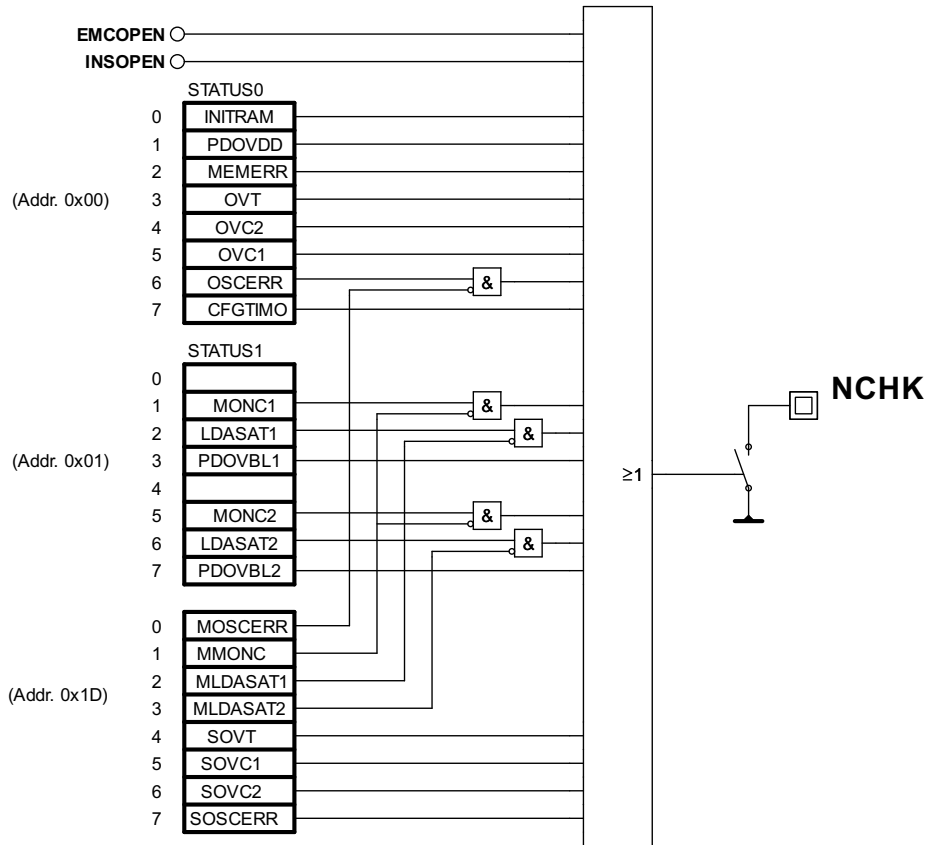 EMCOPEN
INSOPEN
STATUS0
0 INITRAM
1 PDOVDD
2 MEMERR
(Addr. 0x00) 3 OVT
4 OVC2
5 OVC1
6 OSCERR &
7 CFGTIMO
STATUS1
0
1 MONC1 &
NCHK
2 LDASAT1 &
(Addr. 0x01) 3 PDOVBL1
4 ≥1
5 MONC2 &
6 LDASAT2 &
7 PDOVBL2
0 MOSCERR
1 MMONC
2 MLDASAT1
(Addr. 0x1D) 3 MLDASAT2
4 SOVT
5 SOVC1
6 SOVC2
7 SOSCERR